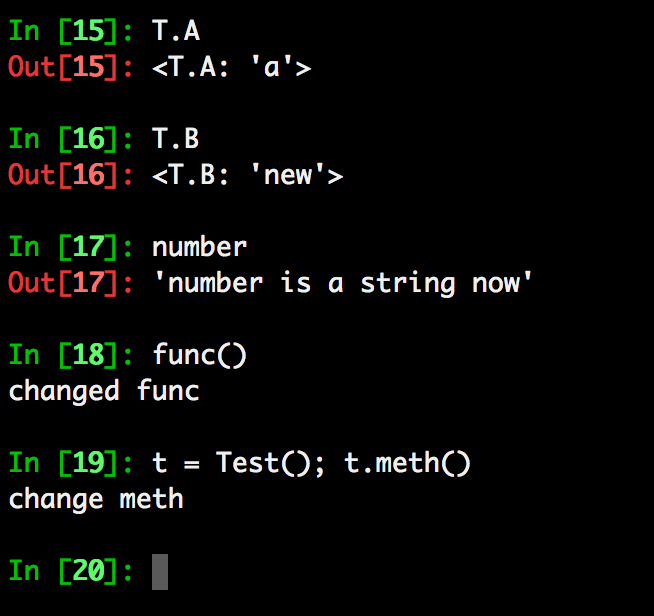 In [15]: T.A
Out[15]: <T.A: 'a'>
In [16]: T.B
Out[16]: <T.B: 'new'>
In [17]: number
Out[17]: 'number is a string now'
In [18]: func()
changed func
In [19]: t = Test(); t.meth()
change meth
In [20]: